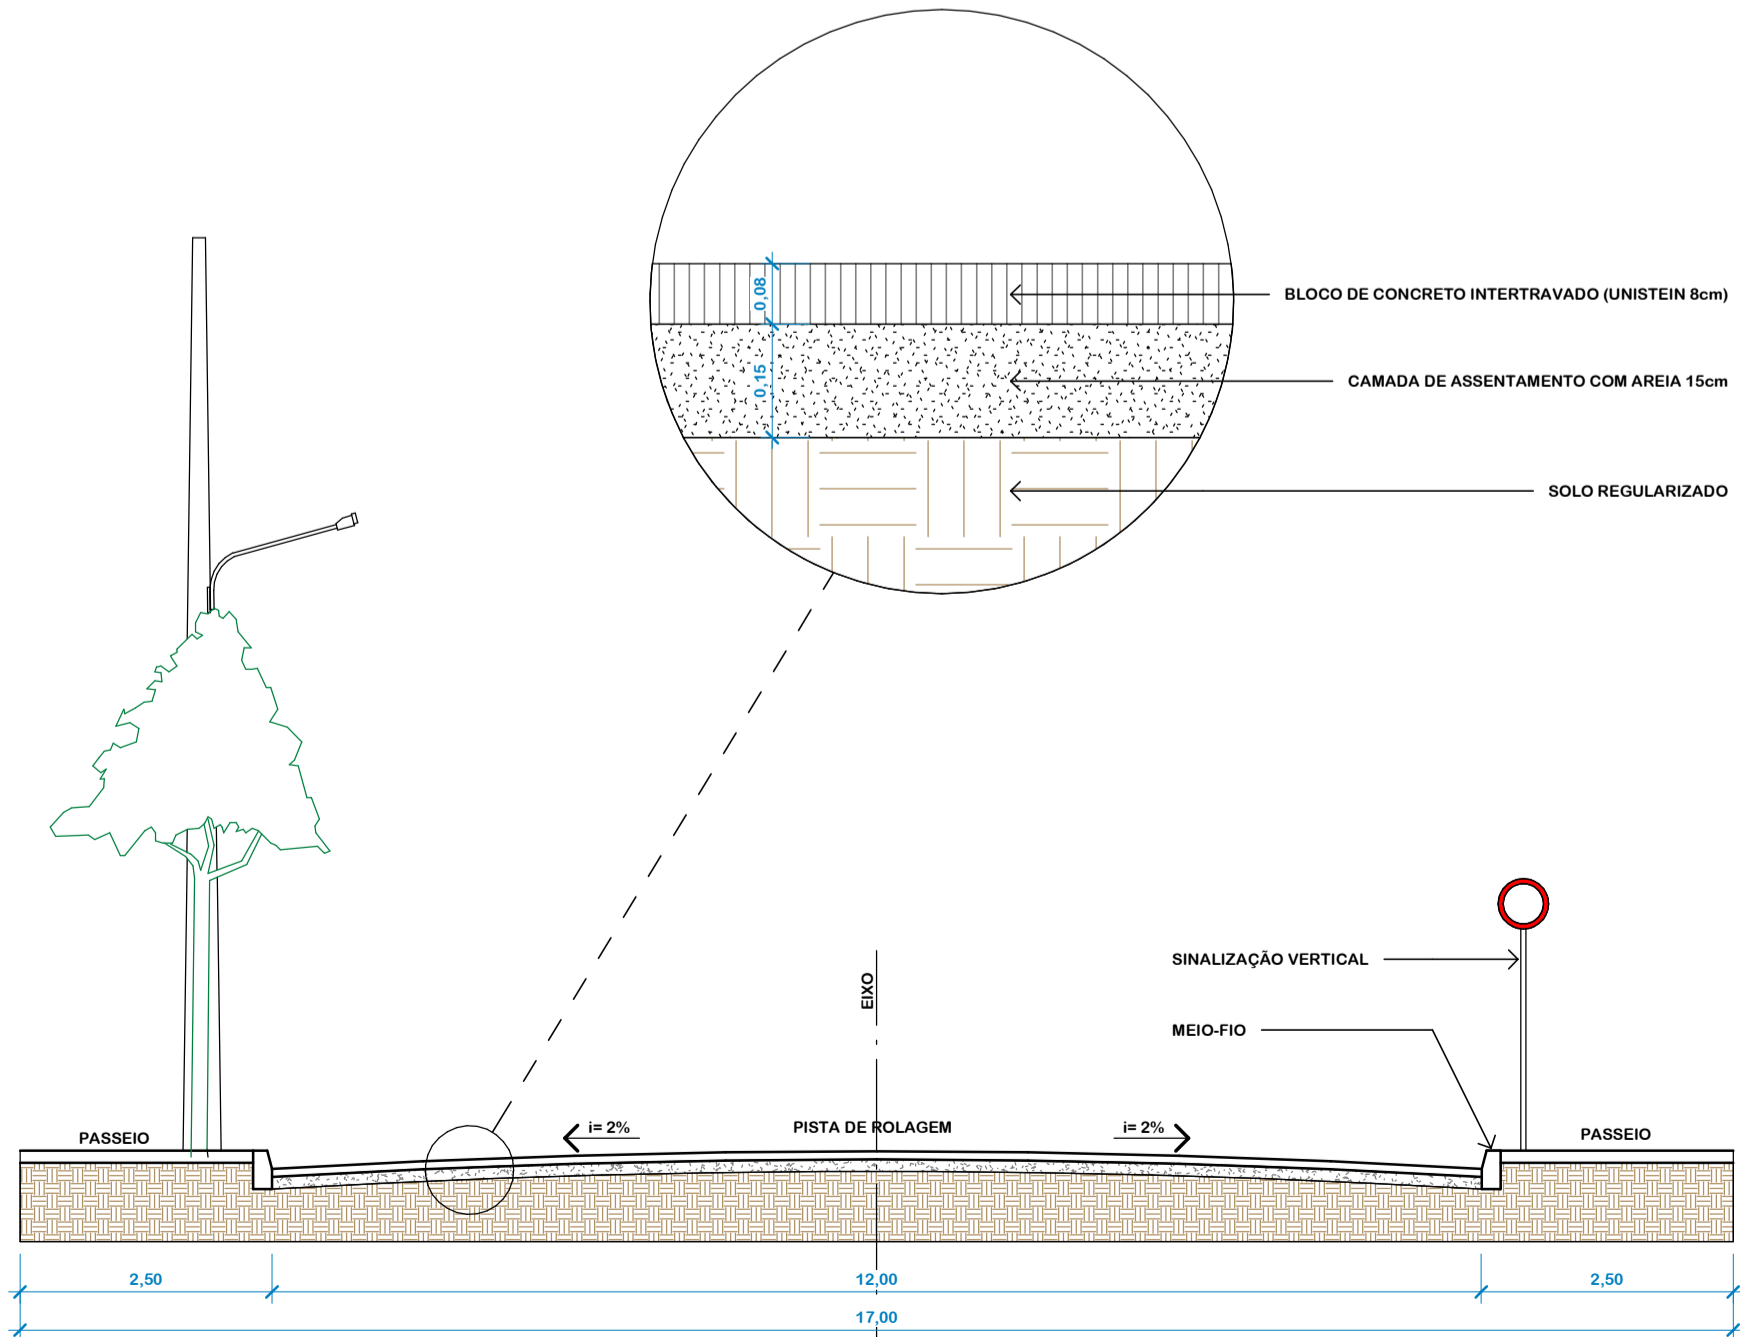 0,08
BLOCO DE CONCRETO INTERTRAVADO (UNISTEIN 8cm)
0,15
CAMADA DE ASSENTAMENTO COM AREIA 15cm
SOLO REGULARIZADO
SINALIZAÇÃO VERTICAL
EIXO
MEIO-FIO
PASSEIO
i= 2%
PISTA DE ROLAGEM
i= 2%
PASSEIO
2,50
12,00
2,50
17,00